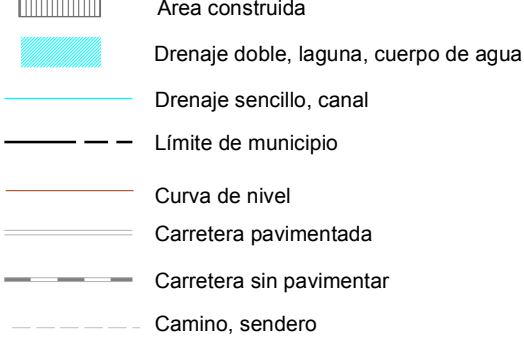 Area construida
Drenaje doble, laguna, cuerpo de agua
Drenaje sencillo, canal
Límite de municipio
Curva de nivel
Carretera pavimentada
Carretera sin pavimentar
Camino, sendero